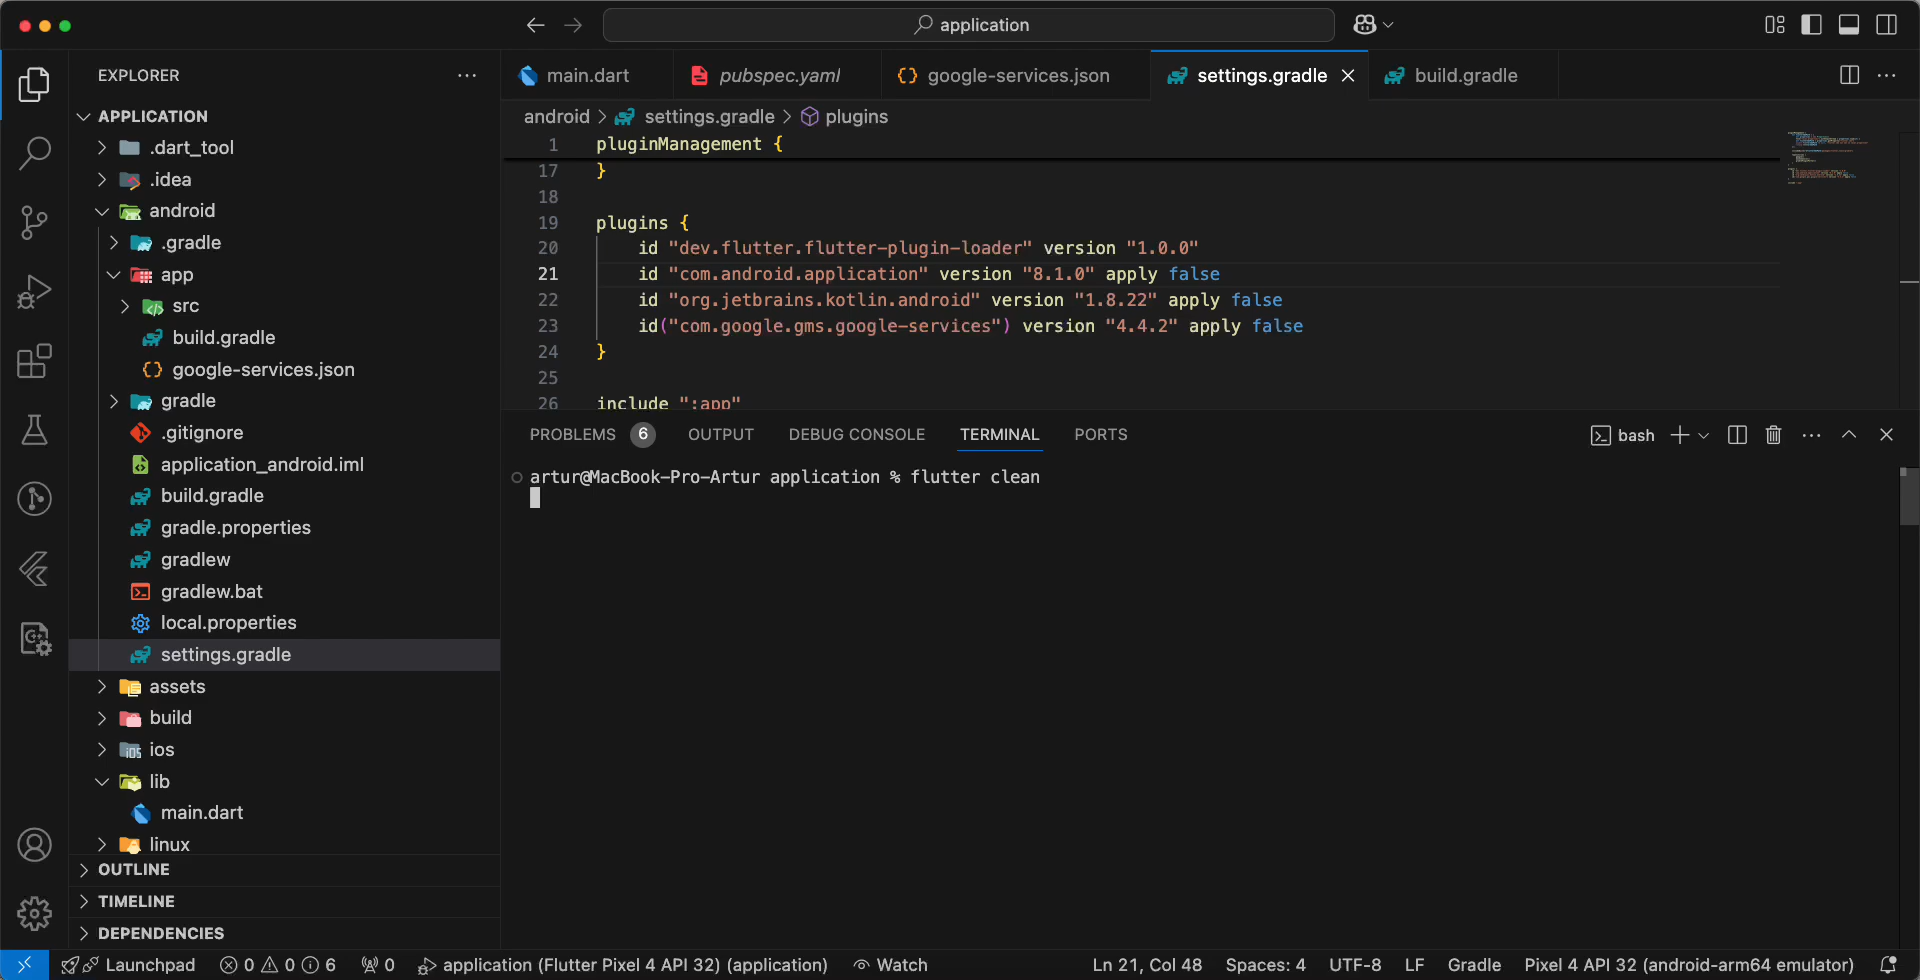 application
EXPLORER
APPLICATION
.dart_tool
.idea
android
.gradle
app
src
build.gradle
google-services.json
gradle
.gitignore
application_android.iml
build.gradle
gradle.properties
gradlew
gradlew.bat
local.properties
settings.gradle
assets
build
ios
lib
main.dart
linux
OUTLINE
TIMELINE
DEPENDENCIES
main.dart
pubspec.yaml
google-services.json
settings.gradle
build.gradle
android > settings.gradle > plugins
1 pluginManagement {
17 }
18
19 plugins {
20 id "dev.flutter.flutter-plugin-loader" version "1.0.0"
21 id "com.android.application" version "8.1.0" apply false
22 id "org.jetbrains.kotlin.android" version "1.8.22" apply false
23 id("com.google.gms.google-services") version "4.4.2" apply false
24 }
25
26 include ":app"
PROBLEMS 6 OUTPUT DEBUG CONSOLE TERMINAL PORTS bash
artur@MacBook-Pro-Artur application % flutter clean
Launchpad 0 0 6 0 application (Flutter Pixel 4 API 32) (application) Watch Ln 21, Col 48 Spaces: 4 UTF-8 LF Gradle Pixel 4 API 32 (android-arm64 emulator)